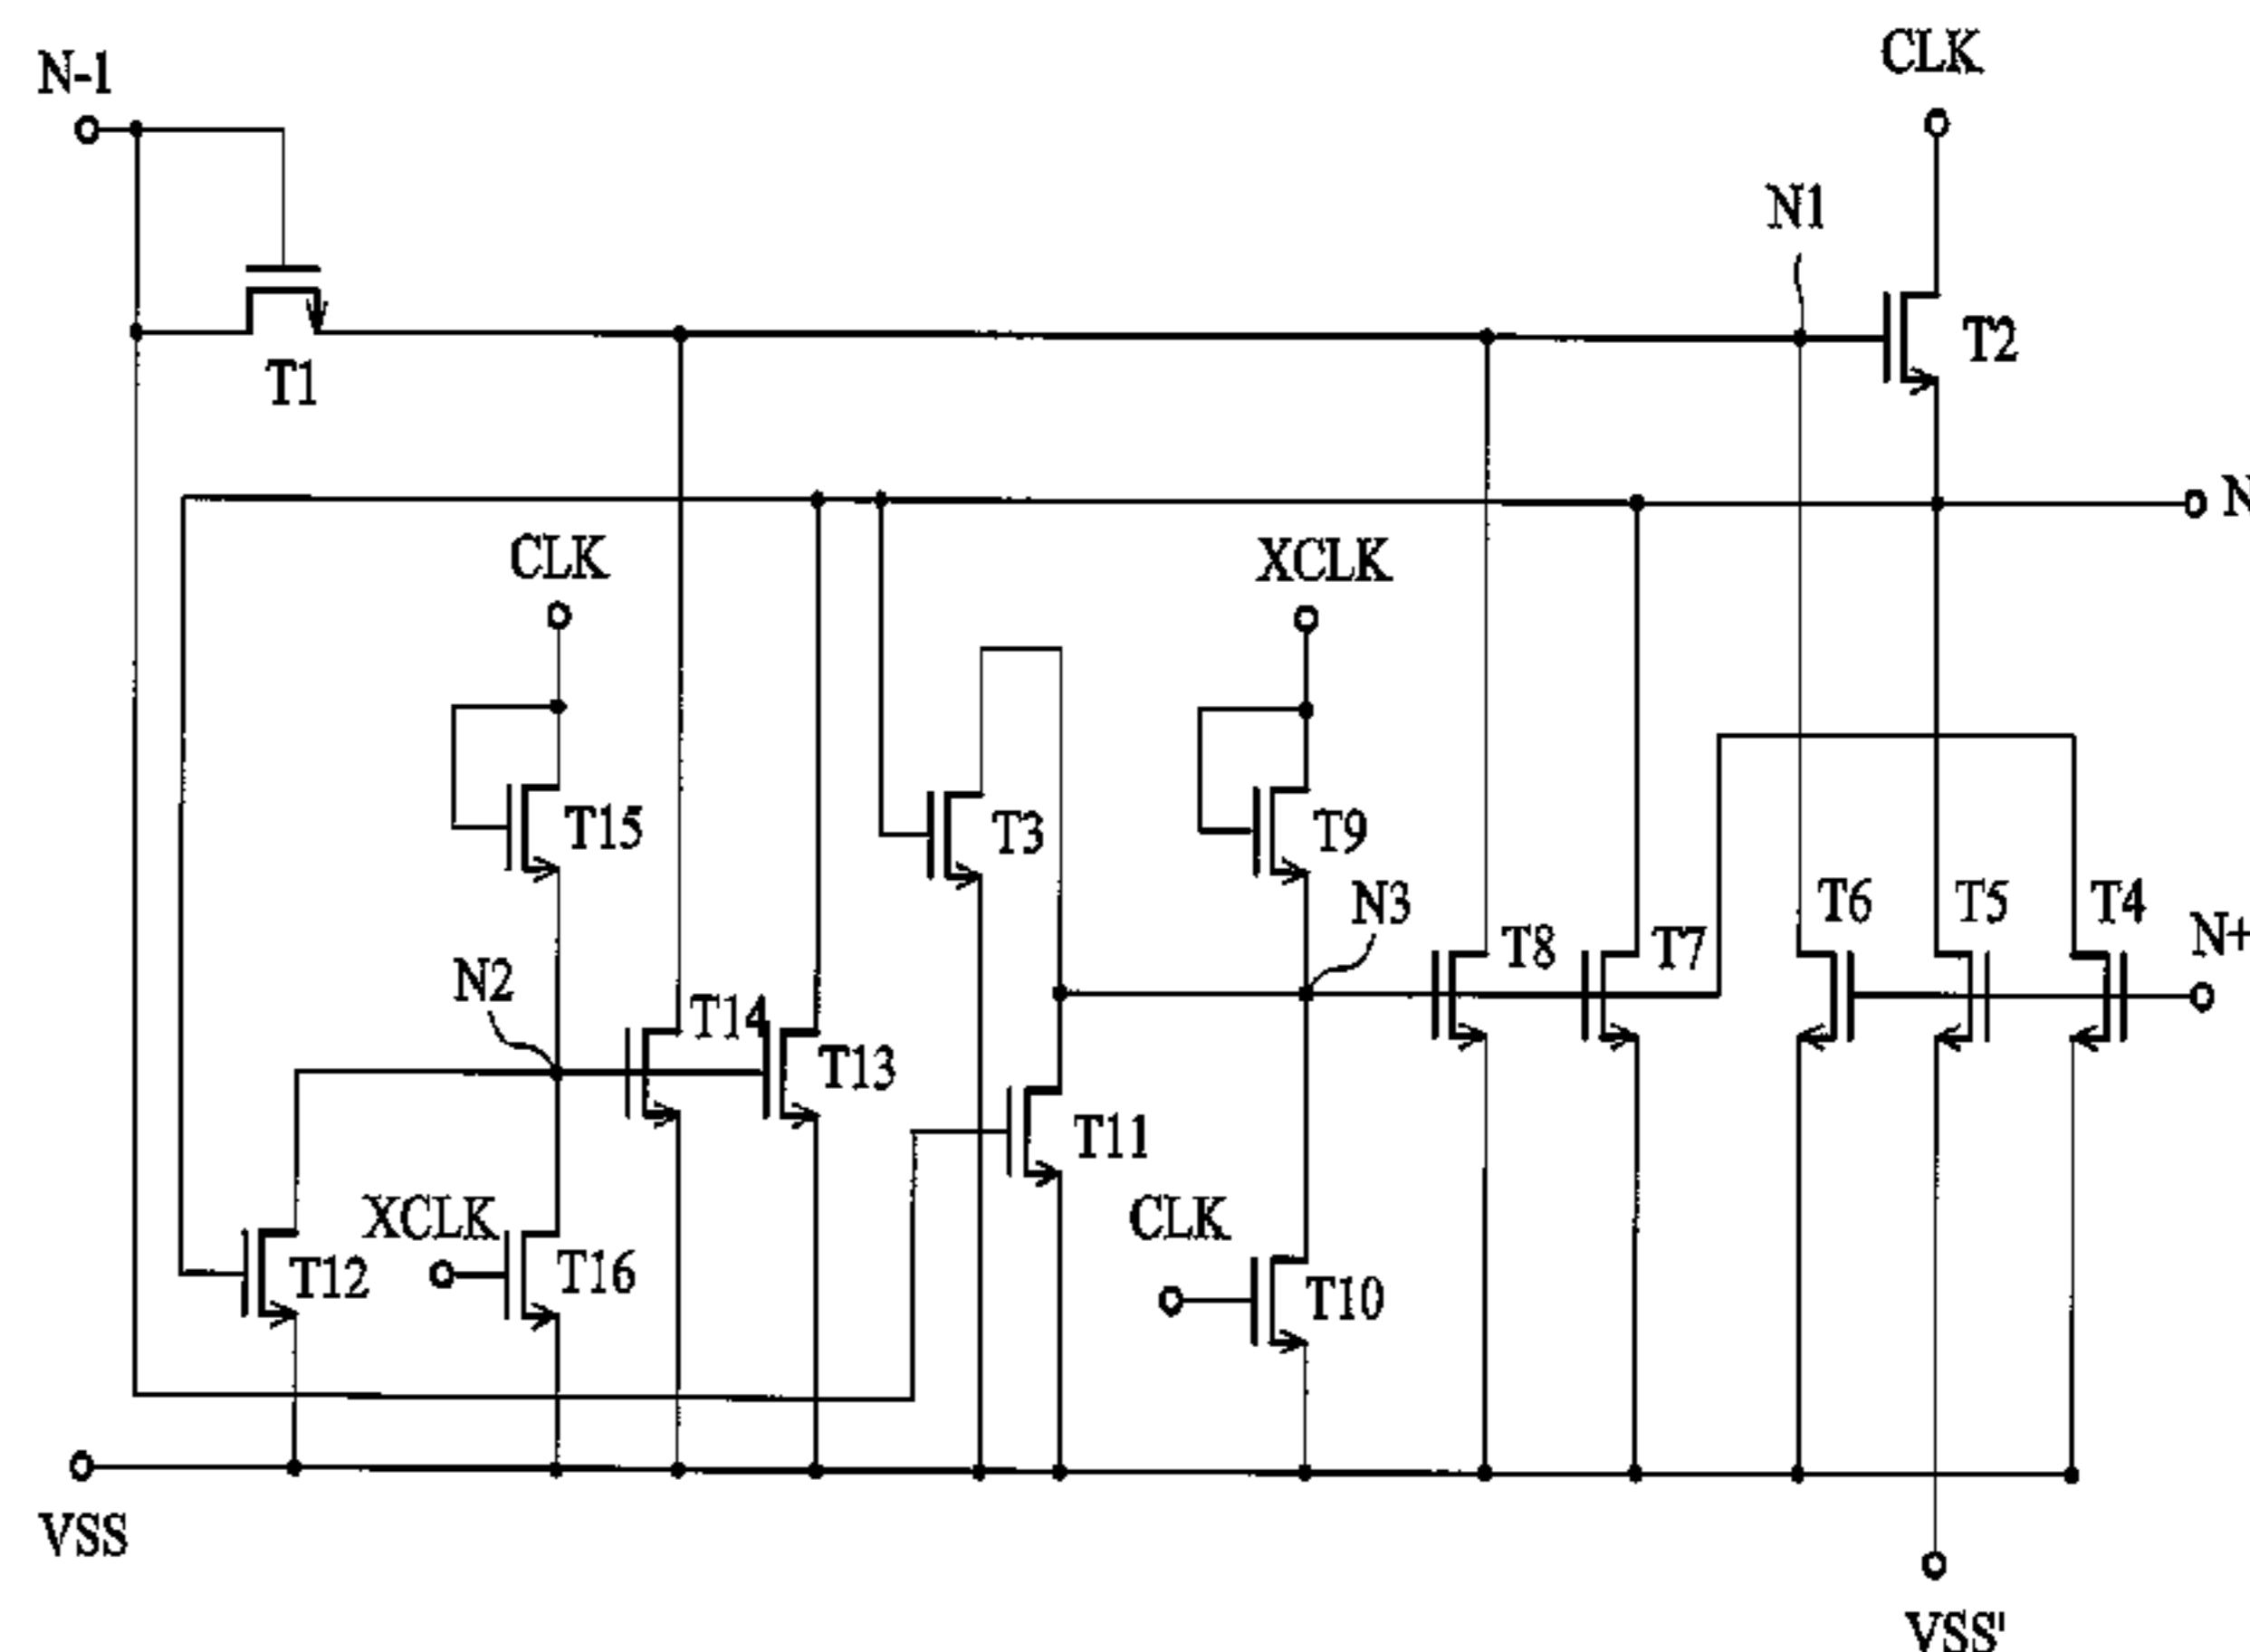 N-1
CLK
N1
T2
T1
N
CLK
XCLK
T15
T3
T9
N3
T6
T5
T4
N+
T8
T7
N2
T14
T13
T11
XCLK
CLK
T12
T16
T10
VSS
VSS'